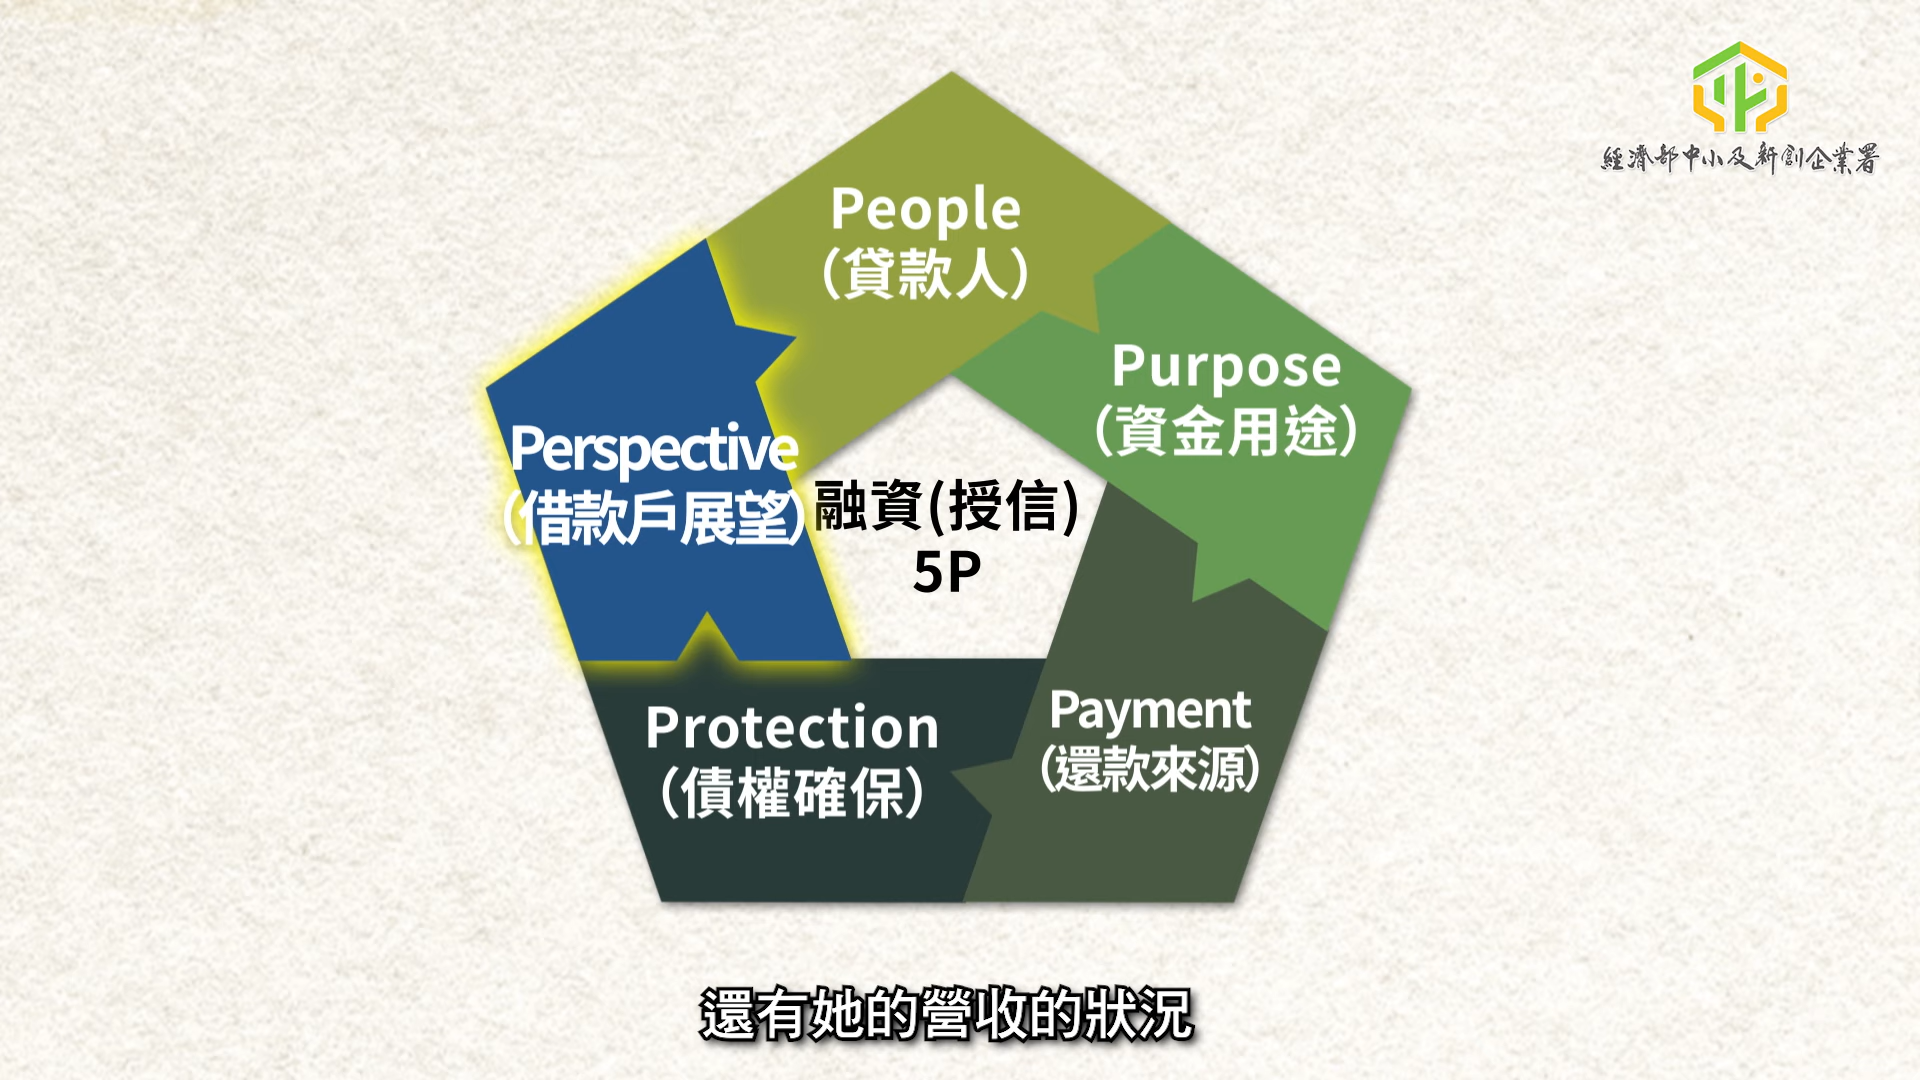 經濟部中小及新創企業署
People
（貸款人）
Purpose
（資金用途）
Perspective
（借款戶展望）
融資(授信)
5P
Payment
（還款來源）
Protection
（債權確保）
還有她的營收的狀況